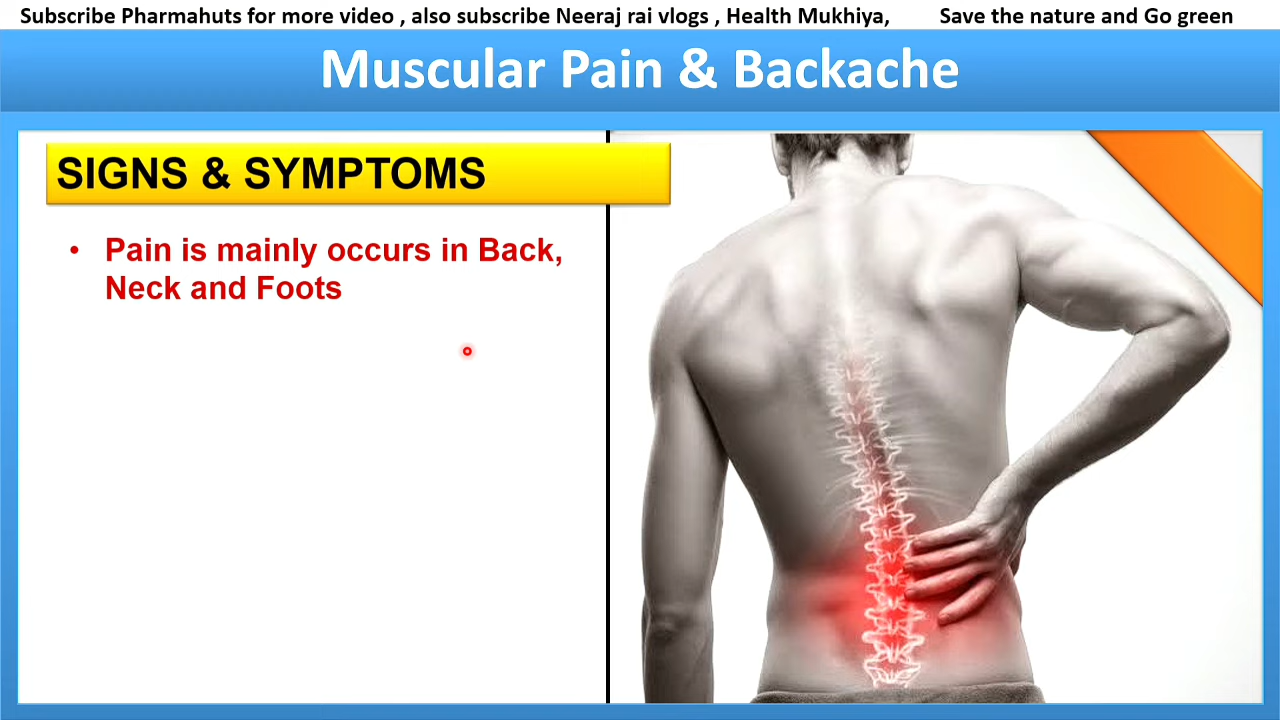 Subscribe Pharmahuts for more video , also subscribe Neeraj rai vlogs , Health Mukhiya, Save the nature and Go green
Muscular Pain & Backache
SIGNS & SYMPTOMS
• Pain is mainly occurs in Back,
Neck and Foots